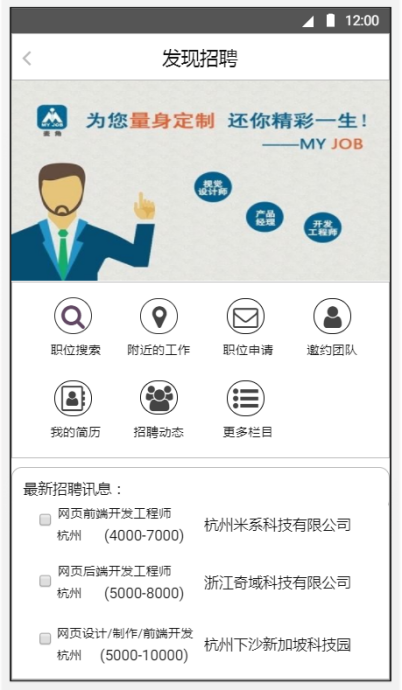 12:00
发现招聘
MY JOB
为您量身定制 还你精彩一生！
——MY JOB
视觉
设计师
产品
经理
开发
工程师
职位搜索 附近的工作 职位申请 邀约团队
我的简历 招聘动态 更多栏目
最新招聘讯息：
网页前端开发工程师
杭州 (4000-7000) 杭州米系科技有限公司
网页后端开发工程师
杭州 (5000-8000) 浙江奇域科技有限公司
网页设计/制作/前端开发
杭州 (5000-10000) 杭州下沙新加坡科技园